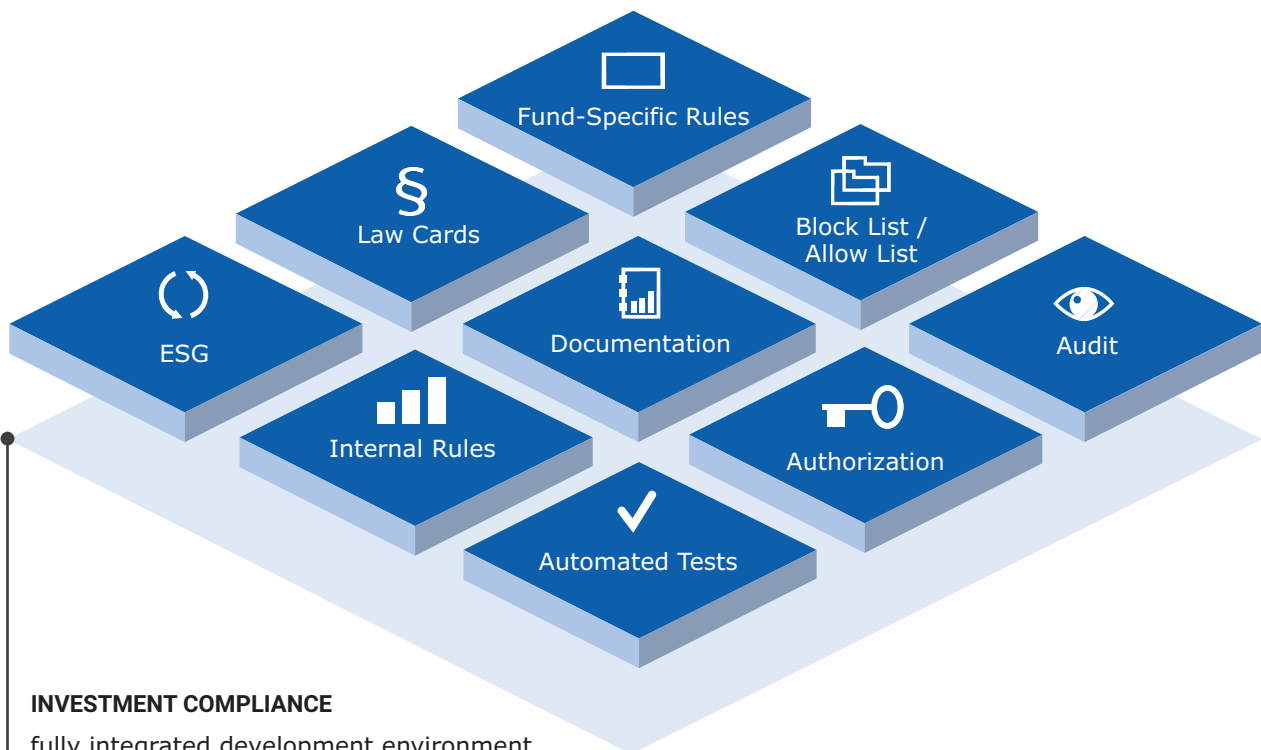 Fund-Specific Rules
§
Law Cards
Block List /
Allow List
ESG
Documentation
Audit
Internal Rules
Authorization
Automated Tests
INVESTMENT COMPLIANCE
fully integrated development environment